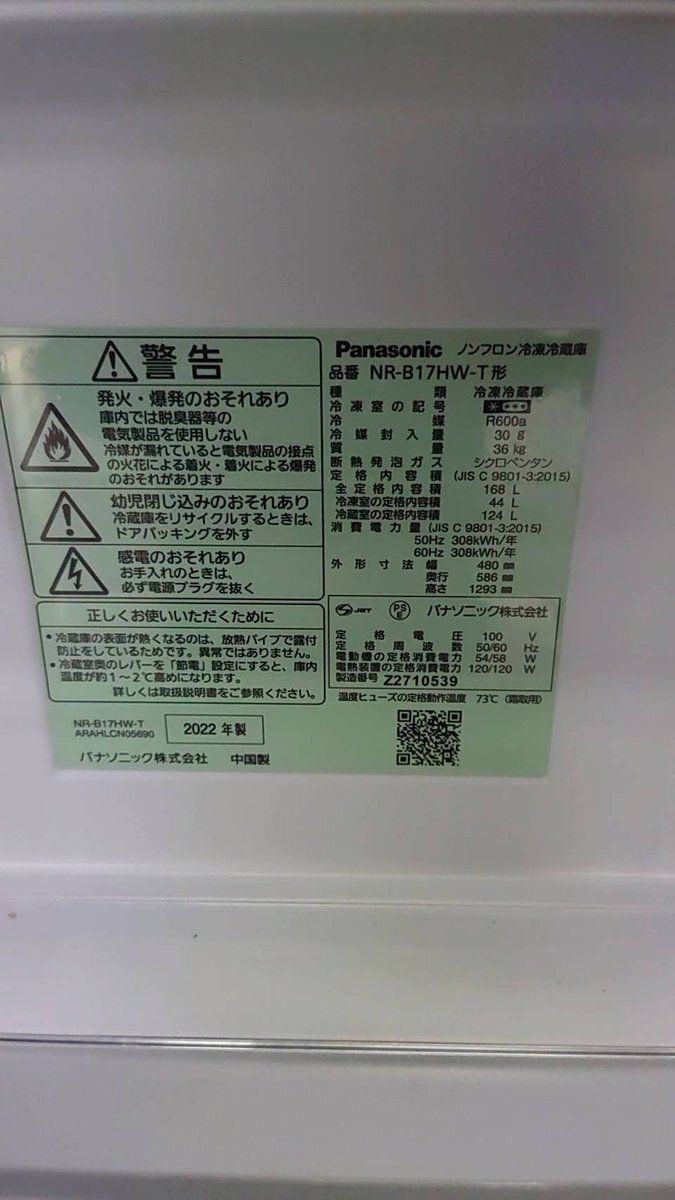 警告
発火・爆発のおそれあり
庫内では脱臭器等の
電気製品を使用しない
冷媒が漏れていると電気製品の接点
の火花による着火・着火による爆発
のおそれがあります
幼児閉じ込みのおそれあり
冷蔵庫をリサイクルするときは、
ドアパッキングを外す
感電のおそれあり
お手入れのときは、
必ず電源プラグを抜く
正しくお使いいただくために
・冷蔵庫の表面が熱くなるのは、放熱パイプで露付
防止をしているためです。異常ではありません。
・冷蔵室奥のレバーを「節電」設定にすると、庫内
温度が約1～2℃高めになります。
詳しくは取扱説明書をご参照ください。
NR-B17HW-T
ARAHLCN05690
2022 年製
パナソニック株式会社 中国製
Panasonic ノンフロン冷凍冷蔵庫
品番 NR-B17HW-T形
種類 冷凍冷蔵庫
冷凍室の記号
冷媒 R600a
冷媒封入量 30 g
質量 36 kg
断熱発泡ガス シクロペンタン
定格内容積 (JIS C 9801-3:2015)
全定格内容積 168 L
冷凍室の定格内容積 44 L
冷蔵室の定格内容積 124 L
消費電力量 (JIS C 9801-3:2015)
50Hz 308kWh/年
60Hz 308kWh/年
外形寸法 幅 480 mm
奥行 586 mm
高さ 1293 mm
JET PSE パナソニック株式会社
定格電圧 100 V
定格周波数 50/60 Hz
電動機の定格消費電力 54/58 W
電熱装置の定格消費電力 120/120 W
製造番号 Z2710539
温度ヒューズの定格動作温度 73℃ (霜取用)